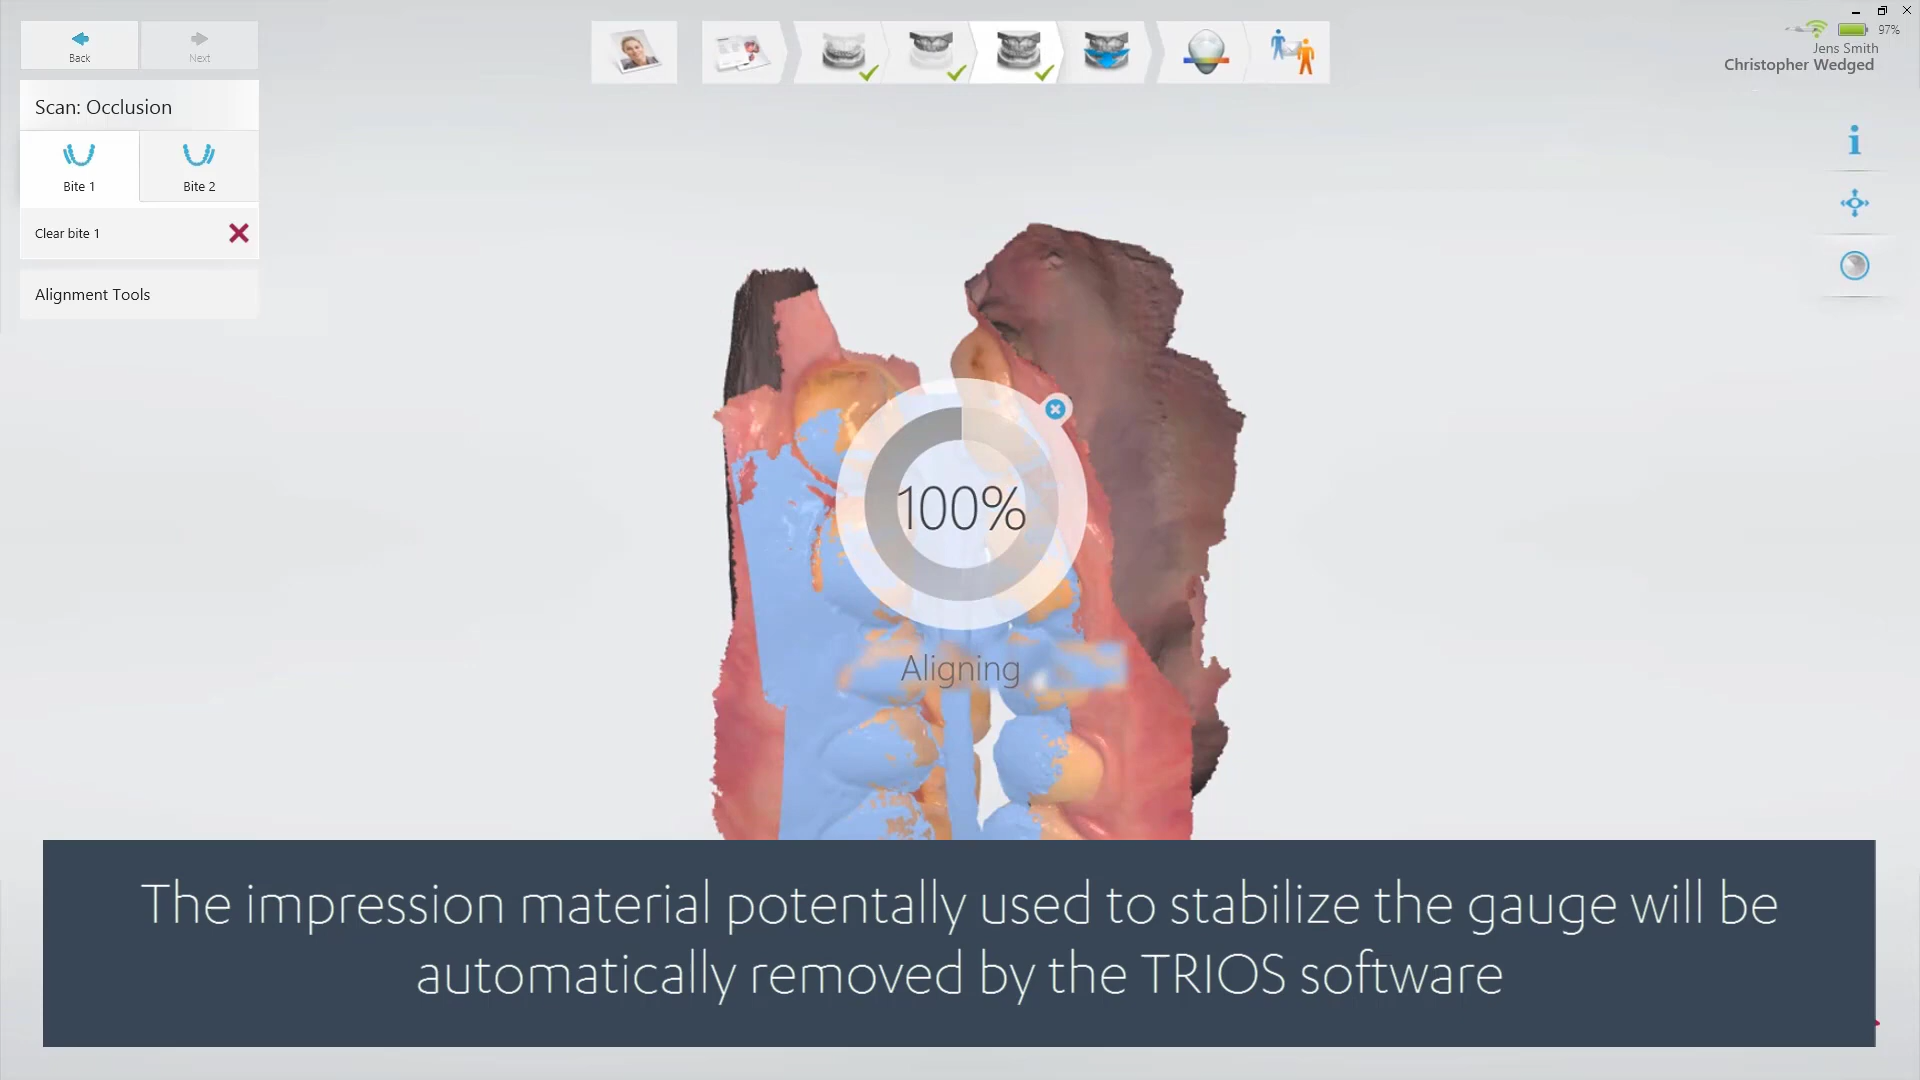 Back
Next
97%
Jens Smith
Christopher Wedged
Scan: Occlusion
Bite 1
Bite 2
Clear bite 1
Alignment Tools
100%
Aligning
The impression material potentally used to stabilize the gauge will be
automatically removed by the TRIOS software